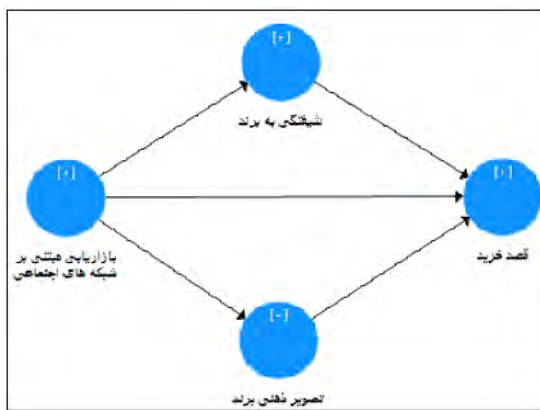 [+]
شیفتگی به برند
[+]
[+]
بازاریابی مبتنی بر
شبکه های اجتماعی
قصد خرید
[+]
تصویر ذهنی برند